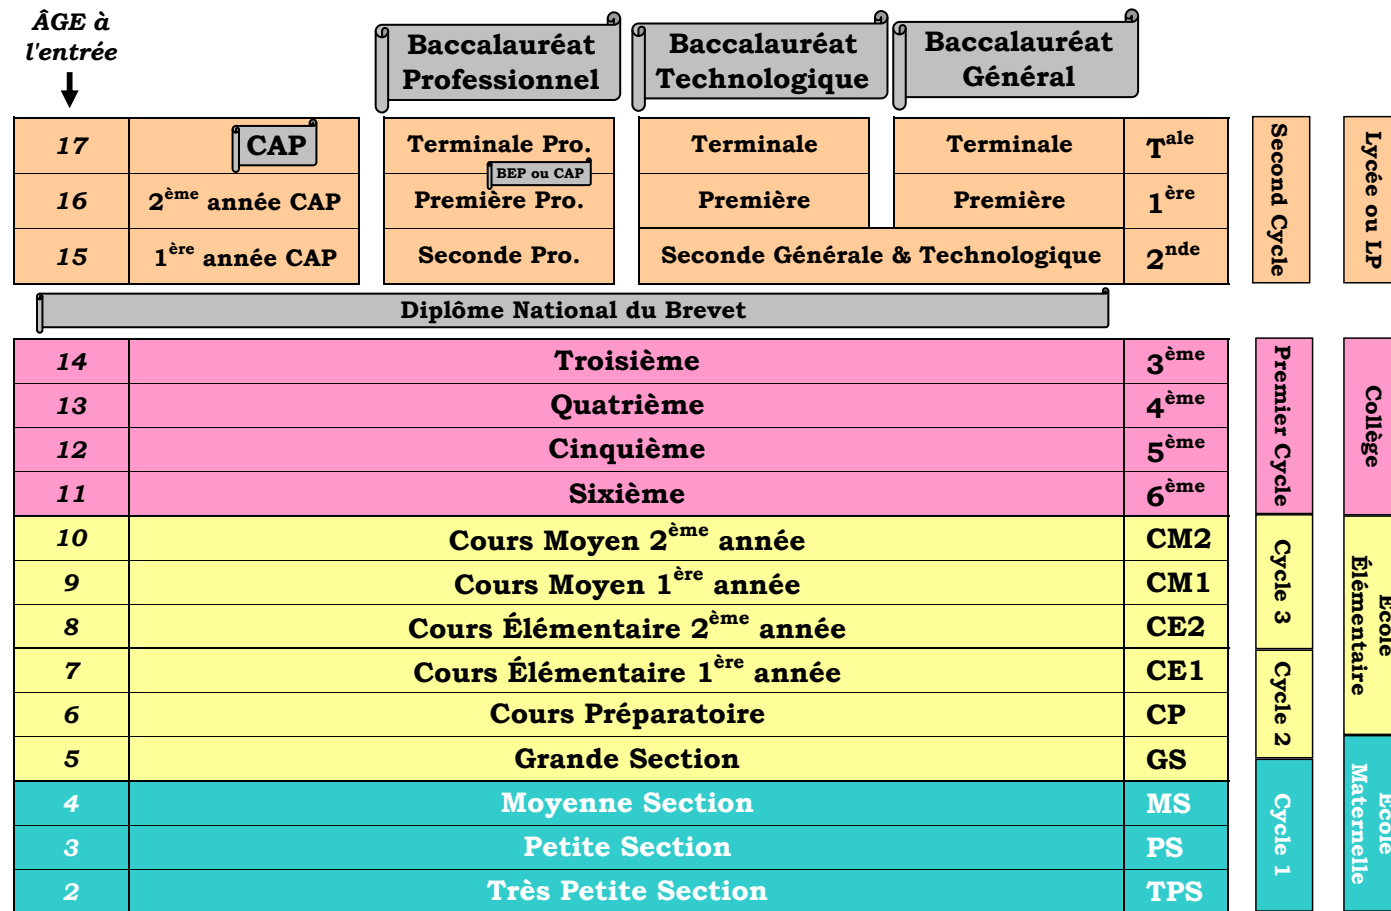 ÂGE à
l'entrée
Baccalauréat
Professionnel
Baccalauréat
Technologique
Baccalauréat
Général
17
CAP
Terminale Pro.
Terminale
Terminale
Tale
BEP ou CAP
16
2ème année CAP
Première Pro.
Première
Première
1ère
15
1ère année CAP
Seconde Pro.
Seconde Générale & Technologique
2nde
Second Cycle
Lycée ou LP
Diplôme National du Brevet
14
Troisième
3ème
13
Quatrième
4ème
12
Cinquième
5ème
11
Sixième
6ème
Premier Cycle
Collège
10
Cours Moyen 2ème année
CM2
9
Cours Moyen 1ère année
CM1
8
Cours Élémentaire 2ème année
CE2
Cycle 3
7
Cours Élémentaire 1ère année
CE1
6
Cours Préparatoire
CP
5
Grande Section
GS
Cycle 2
Ecole
Élémentaire
4
Moyenne Section
MS
3
Petite Section
PS
2
Très Petite Section
TPS
Cycle 1
Ecole
Maternelle